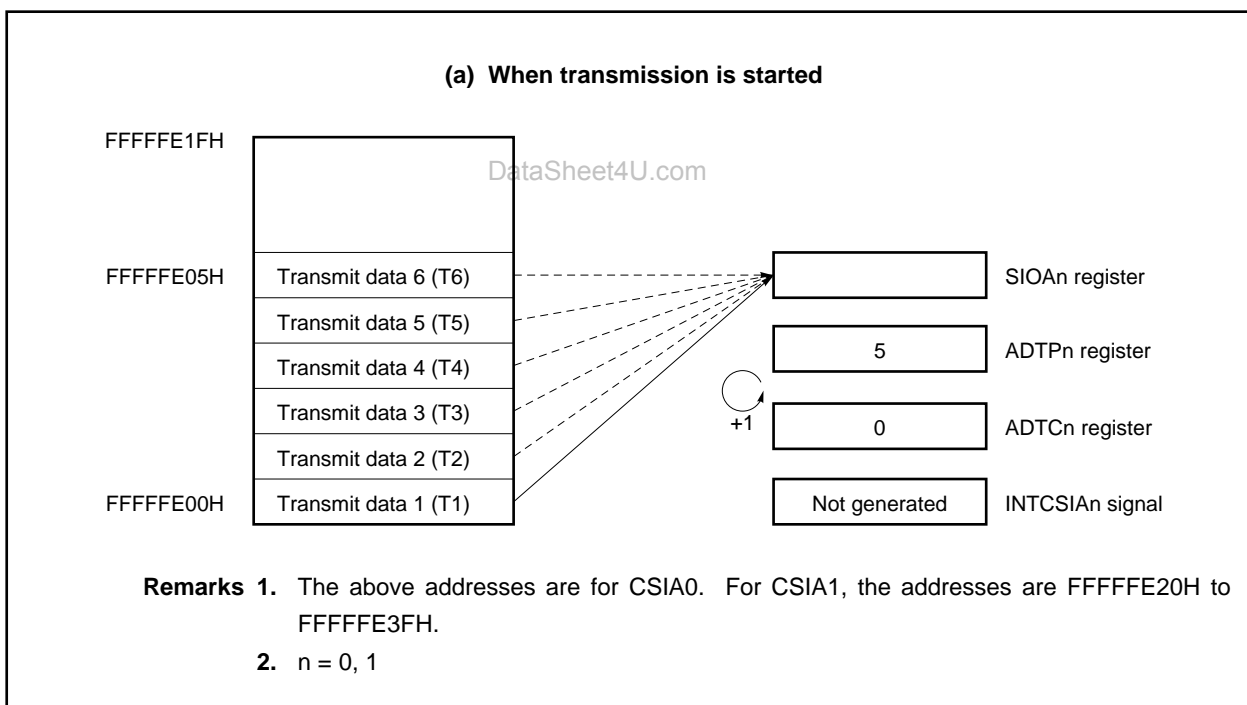 (a) When transmission is started
FFFFFE1FH
DataSheet4U.com
FFFFFE05H
Transmit data 6 (T6)
SIOAn register
Transmit data 5 (T5)
5
ADTPn register
Transmit data 4 (T4)
Transmit data 3 (T3)
+1
0
ADTCn register
Transmit data 2 (T2)
FFFFFE00H
Transmit data 1 (T1)
Not generated
INTCSIAn signal
Remarks 1. The above addresses are for CSIA0. For CSIA1, the addresses are FFFFFE20H to
FFFFFE3FH.
2. n = 0, 1